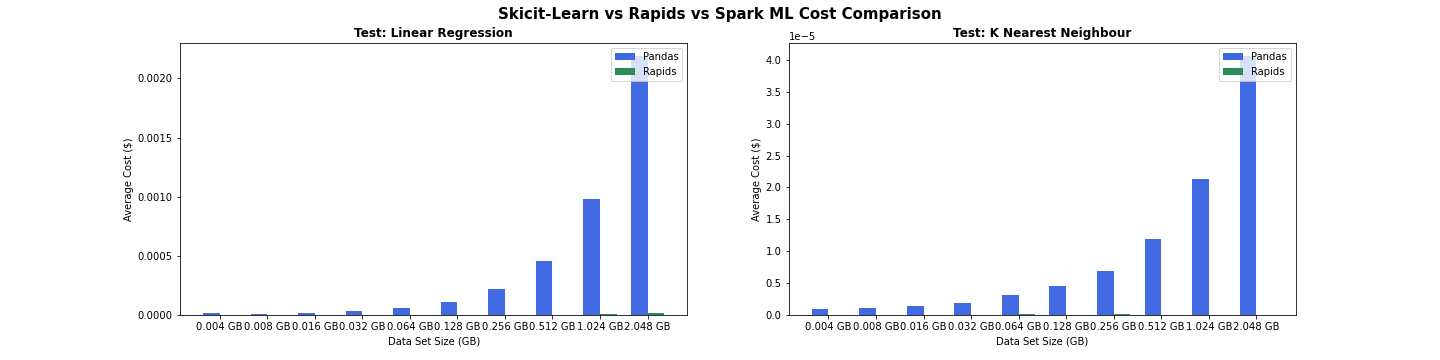 Skicit-Learn vs Rapids vs Spark ML Cost Comparison
Test: Linear Regression
Pandas
Rapids
Average Cost ($)
0.0020
0.0015
0.0010
0.0005
0.0000
0.004 GB 0.008 GB 0.016 GB 0.032 GB 0.064 GB 0.128 GB 0.256 GB 0.512 GB 1.024 GB 2.048 GB
Data Set Size (GB)
Test: K Nearest Neighbour
1e−5
Pandas
Rapids
Average Cost ($)
4.0
3.5
3.0
2.5
2.0
1.5
1.0
0.5
0.0
0.004 GB 0.008 GB 0.016 GB 0.032 GB 0.064 GB 0.128 GB 0.256 GB 0.512 GB 1.024 GB 2.048 GB
Data Set Size (GB)